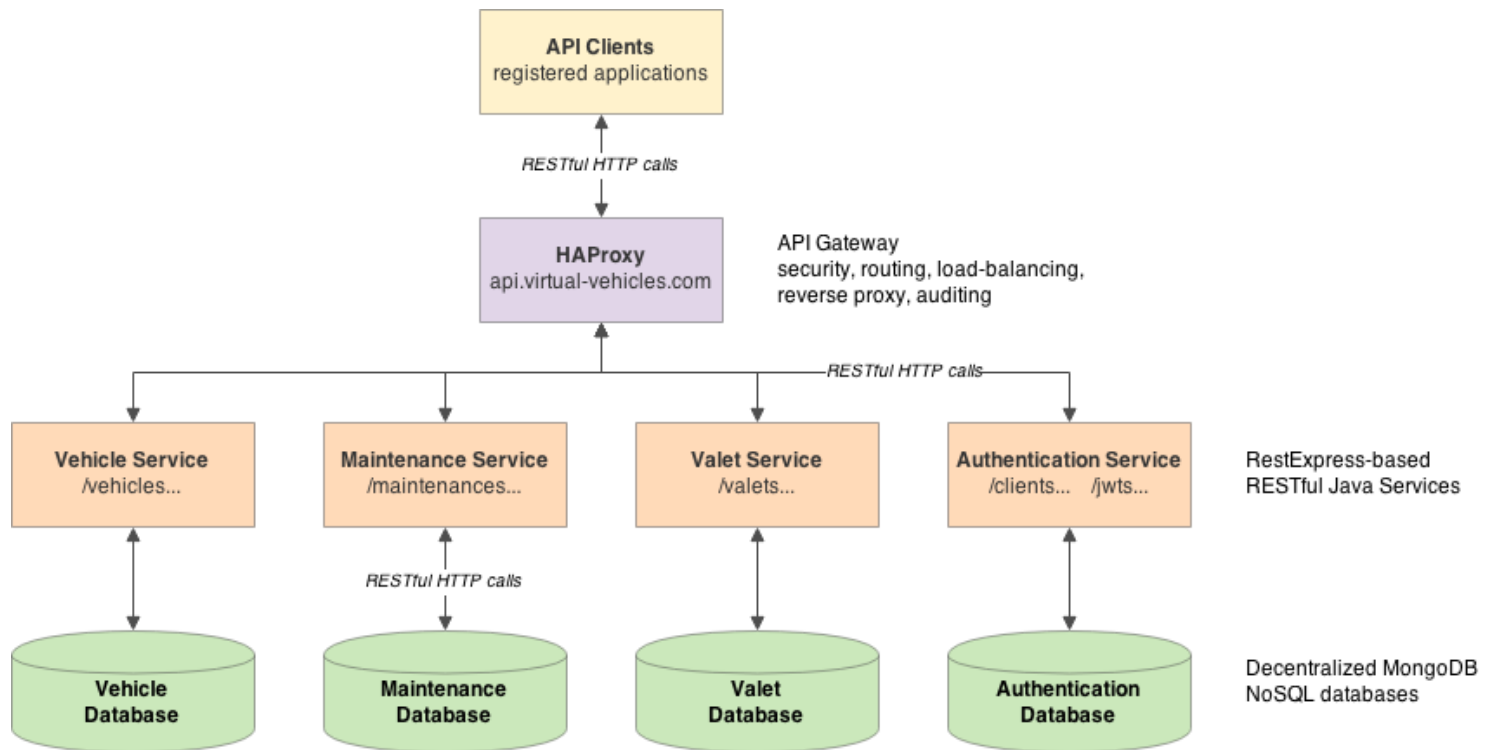 API Clients
registered applications
RESTful HTTP calls
HAProxy
api.virtual-vehicles.com
API Gateway
security, routing, load-balancing,
reverse proxy, auditing
RESTful HTTP calls
Vehicle Service
/vehicles...
Maintenance Service
/maintenances...
Valet Service
/valets...
Authentication Service
/clients... /jwts...
RestExpress-based
RESTful Java Services
RESTful HTTP calls
Vehicle
Database
Maintenance
Database
Valet
Database
Authentication
Database
Decentralized MongoDB
NoSQL databases